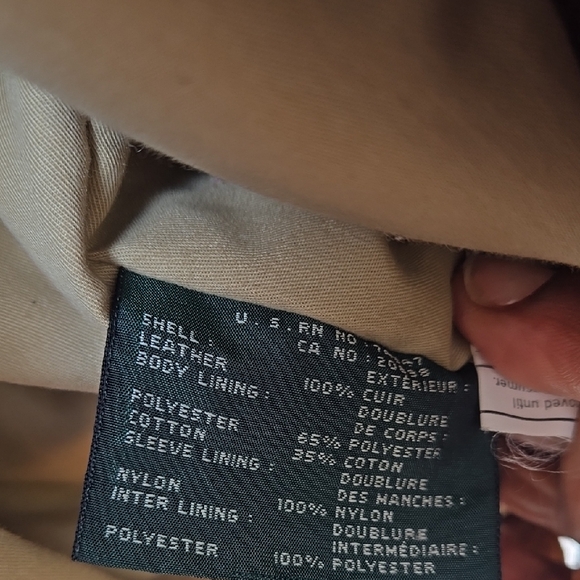 U.S.RN NO
CA NO :
SHELL : EXTÉRIEUR :
LEATHER 100% CUIR
BODY LINING : DOUBLURE
DE CORPS :
POLYESTER 65% POLYESTER
COTTON 35% COTON
SLEEVE LINING : DOUBLURE
DES MANCHES :
NYLON 100% NYLON
INTER LINING : DOUBLURE
INTERMÉDIAIRE :
POLYESTER 100% POLYESTER
until